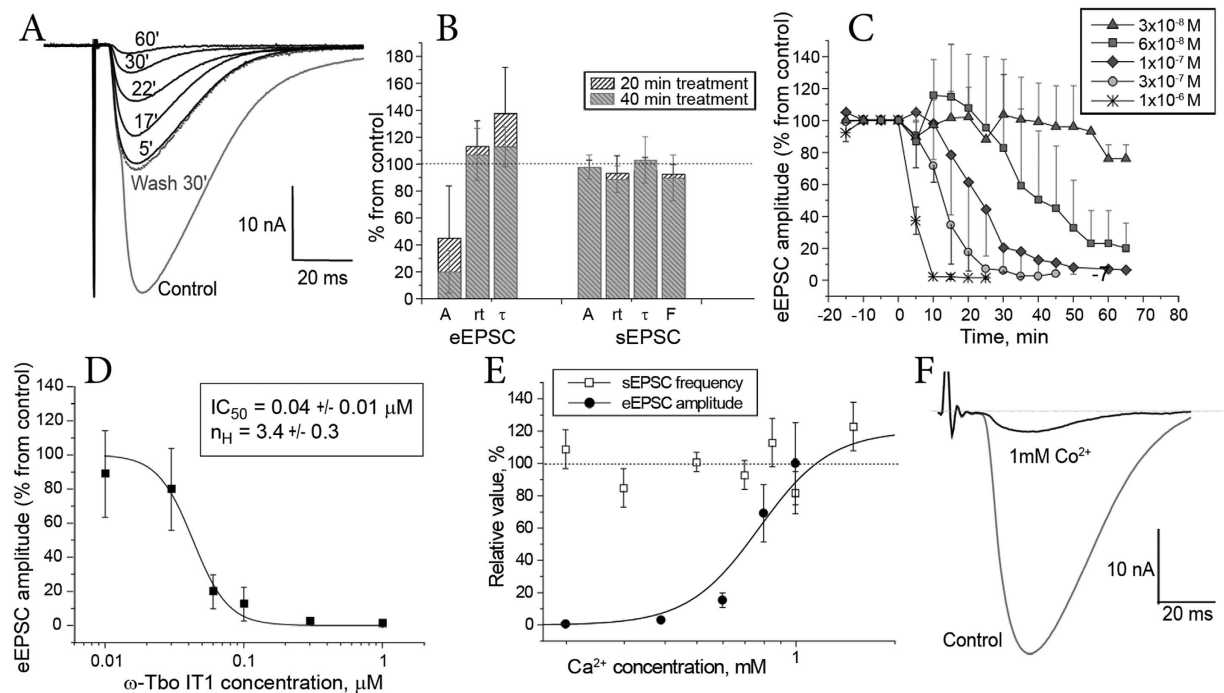 A
60'
30'
22'
17'
5'
Wash 30'
Control
10 nA
20 ms
B
% from control
180
160
140
120
100
80
60
40
20
0
20 min treatment
40 min treatment
A rt τ A rt τ F
eEPSC sEPSC
C
eEPSC amplitude (% from control)
140
120
100
80
60
40
20
0
3x10⁻⁸ M
6x10⁻⁸ M
1x10⁻⁷ M
3x10⁻⁷ M
1x10⁻⁶ M
-7
-20 -10 0 10 20 30 40 50 60 70 80
Time, min
D
eEPSC amplitude (% from control)
140
120
100
80
60
40
20
0
IC₅₀ = 0.04 +/- 0.01 μM
n_H = 3.4 +/- 0.3
0.01 0.1 1
ω-Tbo IT1 concentration, μM
E
sEPSC frequency
eEPSC amplitude
Relative value, %
140
120
100
80
60
40
20
0
1
Ca²⁺ concentration, mM
F
1mM Co²⁺
10 nA
20 ms
Control